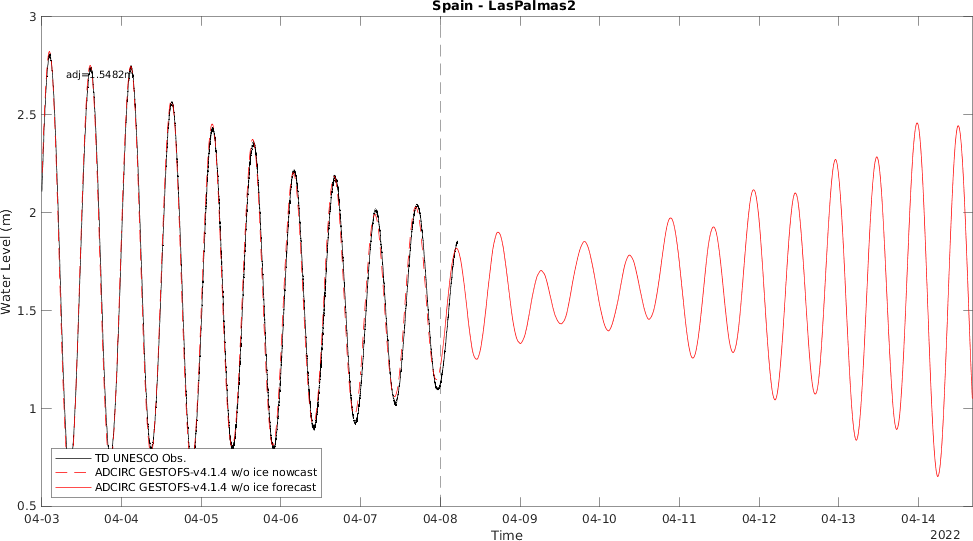 Spain - LasPalmas2
3
2.5
2
1.5
1
0.5
Water Level (m)
adj=1.5482m
TD UNESCO Obs.
ADCIRC GESTOFS-v4.1.4 w/o ice nowcast
ADCIRC GESTOFS-v4.1.4 w/o ice forecast
04-03 04-04 04-05 04-06 04-07 04-08 04-09 04-10 04-11 04-12 04-13 04-14
Time
2022